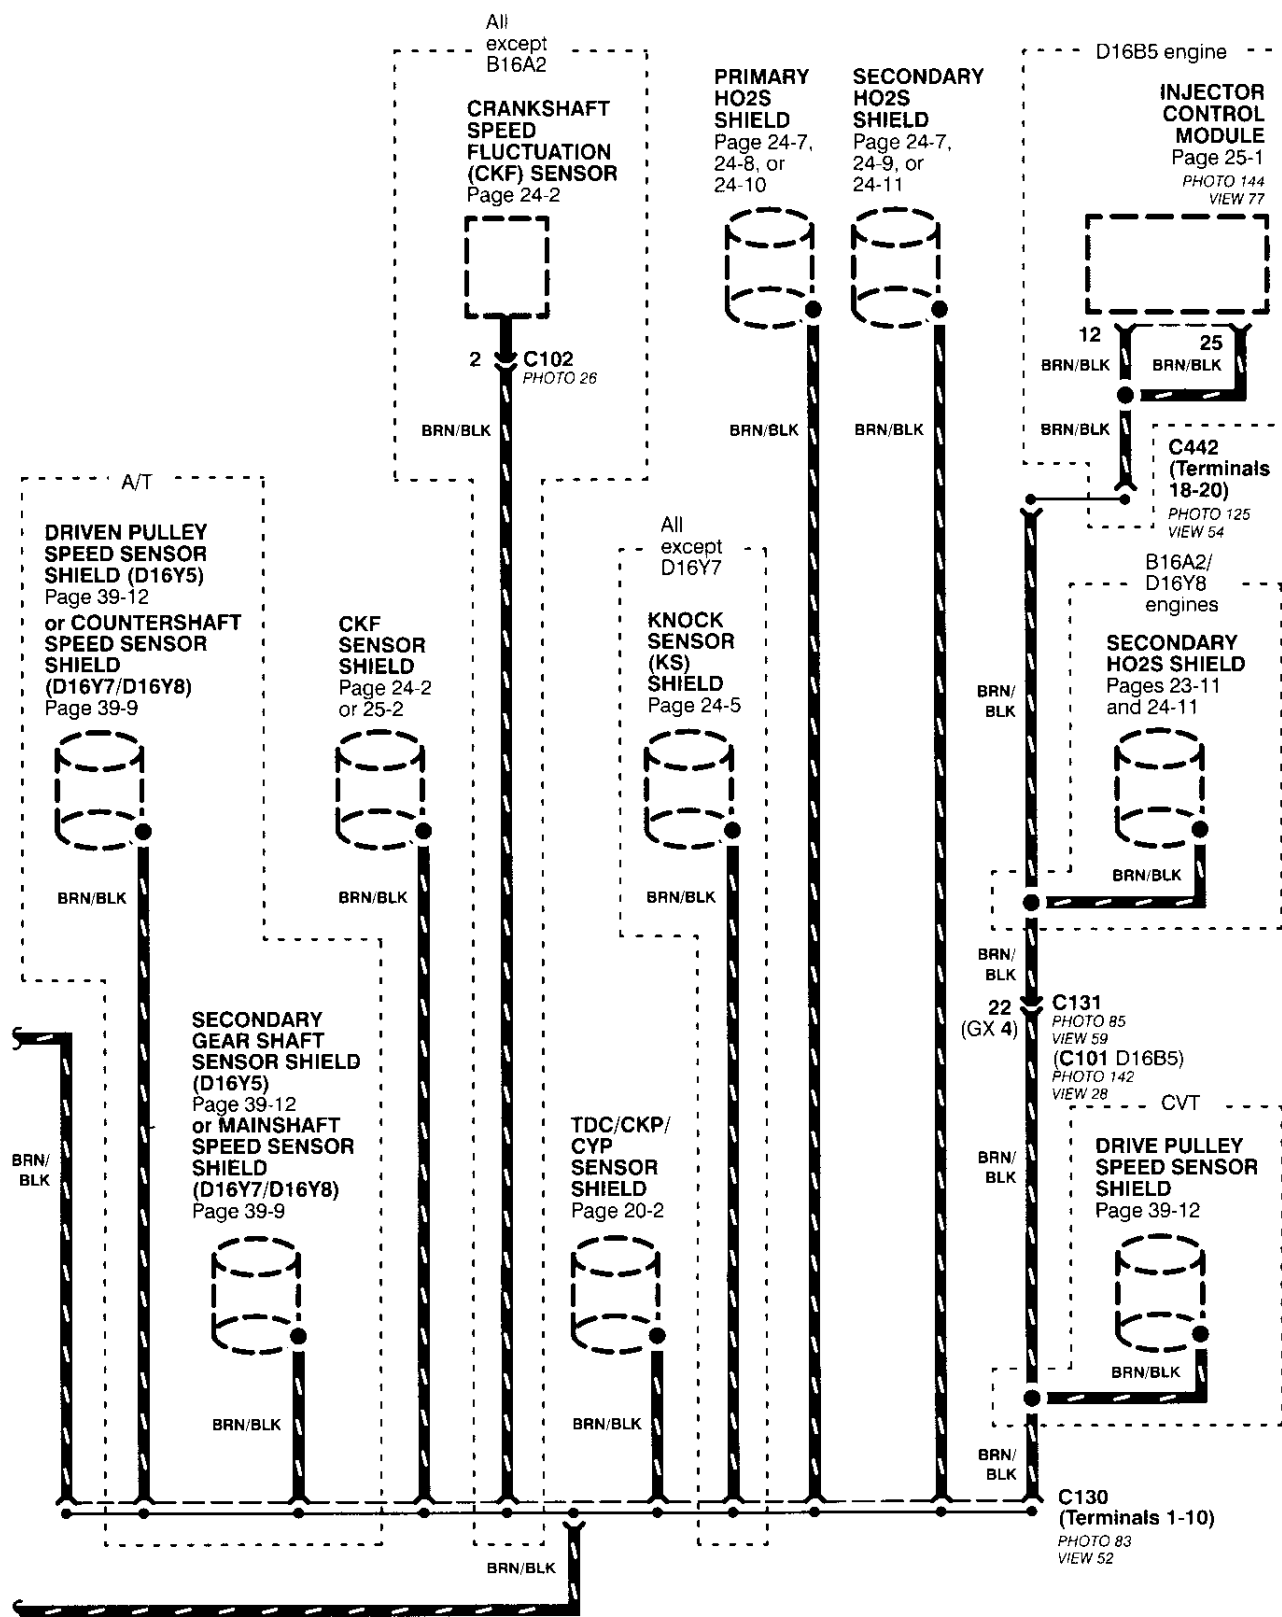 All
except
B16A2
CRANKSHAFT
SPEED
FLUCTUATION
(CKF) SENSOR
Page 24-2
2
C102
PHOTO 26
BRN/BLK
PRIMARY
HO2S
SHIELD
Page 24-7,
24-8, or
24-10
BRN/BLK
SECONDARY
HO2S
SHIELD
Page 24-7,
24-9, or
24-11
BRN/BLK
D16B5 engine
INJECTOR
CONTROL
MODULE
Page 25-1
PHOTO 144
VIEW 77
12
25
BRN/BLK
BRN/BLK
BRN/BLK
C442
(Terminals
18-20)
PHOTO 125
VIEW 54
A/T
DRIVEN PULLEY
SPEED SENSOR
SHIELD (D16Y5)
Page 39-12
or COUNTERSHAFT
SPEED SENSOR
SHIELD
(D16Y7/D16Y8)
Page 39-9
BRN/BLK
CKF
SENSOR
SHIELD
Page 24-2
or 25-2
BRN/BLK
All
except
D16Y7
KNOCK
SENSOR
(KS)
SHIELD
Page 24-5
BRN/BLK
B16A2/
D16Y8
engines
SECONDARY
HO2S SHIELD
Pages 23-11
and 24-11
BRN/
BLK
BRN/BLK
BRN/
BLK
22
(GX 4)
C131
PHOTO 85
VIEW 59
(C101 D16B5)
PHOTO 142
VIEW 28
SECONDARY
GEAR SHAFT
SENSOR SHIELD
(D16Y5)
Page 39-12
or MAINSHAFT
SPEED SENSOR
SHIELD
(D16Y7/D16Y8)
Page 39-9
BRN/
BLK
BRN/BLK
TDC/CKP/
CYP
SENSOR
SHIELD
Page 20-2
BRN/BLK
CVT
DRIVE PULLEY
SPEED SENSOR
SHIELD
Page 39-12
BRN/
BLK
BRN/BLK
BRN/
BLK
C130
(Terminals 1-10)
PHOTO 83
VIEW 52
BRN/BLK